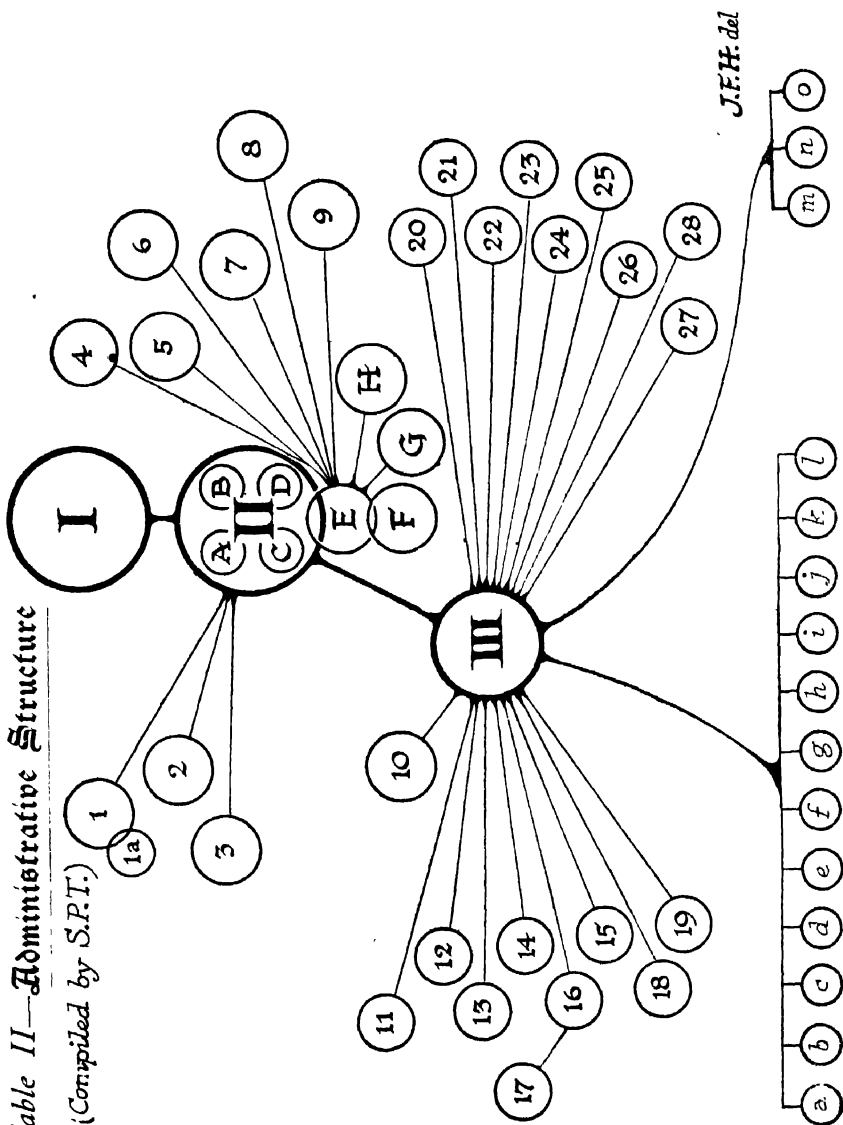 able II—Administrative Structure
(Compiled by S.P.T.)
I
II
A
B
C
D
E
F
G
H
III
1
1a
2
3
4
5
6
7
8
9
10
11
12
13
14
15
16
17
18
19
20
21
22
23
24
25
26
27
28
a
b
c
d
e
f
g
h
i
j
k
l
m
n
o
J.F.H. del